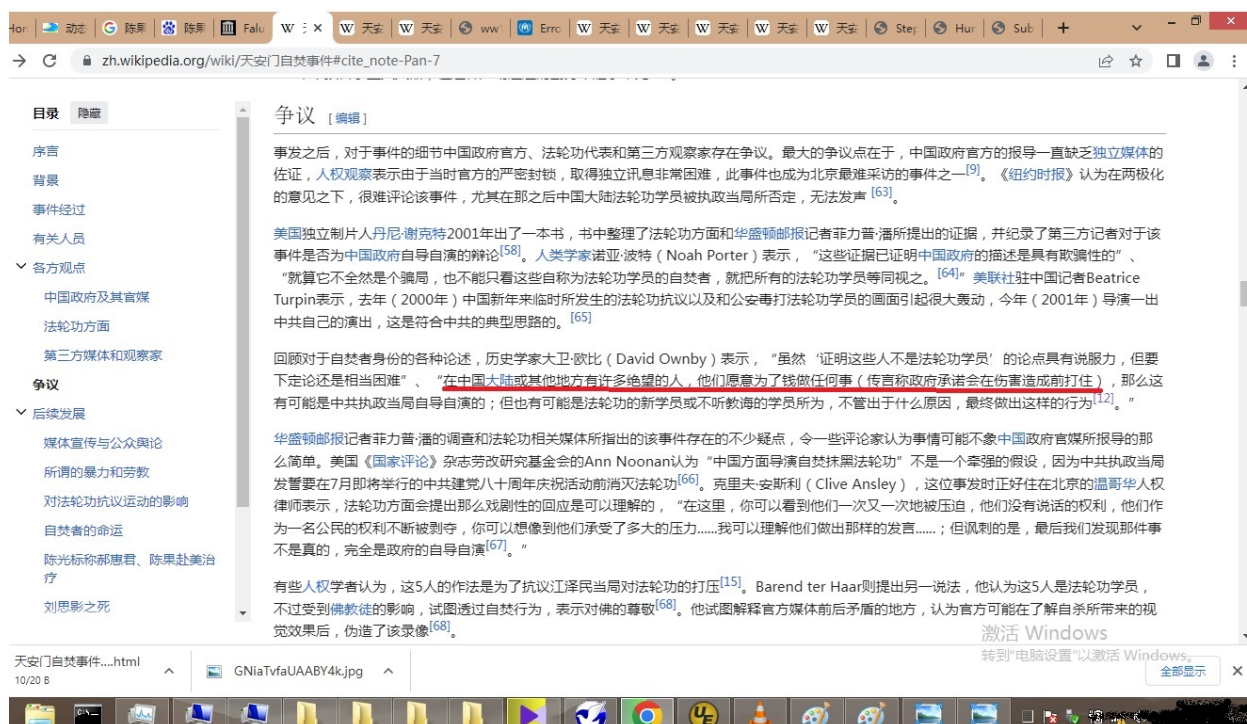 动态
陈果
陈果
Falu
天安
天安
ww
Erro
天安
天安
天安
天安
天安
Step
Hur
Sub
zh.wikipedia.org/wiki/天安门自焚事件#cite_note-Pan-7
目录 隐藏
序言
背景
事件经过
有关人员
各方观点
中国政府及其官媒
法轮功方面
第三方媒体和观察家
争议
后续发展
媒体宣传与公众舆论
所谓的暴力和劳教
对法轮功抗议运动的影响
自焚者的命运
陈光标称郝惠君、陈果赴美治
疗
刘思影之死
争议 [编辑]
事发之后，对于事件的细节中国政府官方、法轮功代表和第三方观察家存在争议。最大的争议点在于，中国政府官方的报导一直缺乏独立媒体的
佐证，人权观察表示由于当时官方的严密封锁，取得独立讯息非常困难，此事件也成为北京最难采访的事件之一[9]。《纽约时报》认为在两极化
的意见之下，很难评论该事件，尤其在那之后中国大陆法轮功学员被执政当局所否定，无法发声 [63]。
美国独立制片人丹尼·谢克特2001年出了一本书，书中整理了法轮功方面和华盛顿邮报记者菲力普·潘所提出的证据，并纪录了第三方记者对于该
事件是否为中国政府自导自演的辩论[58]。人类学家诺亚·波特（Noah Porter）表示，“这些证据已证明中国政府的描述是具有欺骗性的”、
“就算它不全然是个骗局，也不能只看这些自称为法轮功学员的自焚者，就把所有的法轮功学员等同视之。[64]” 美联社驻中国记者Beatrice
Turpin表示，去年（2000年）中国新年来临时所发生的法轮功抗议以及和公安毒打法轮功学员的画面引起很大轰动，今年（2001年）导演一出
中共自己的演出，这是符合中共的典型思路的。[65]
回顾对于自焚者身份的各种论述，历史学家大卫·欧比（David Ownby）表示，“虽然‘证明这些人不是法轮功学员’的论点具有说服力，但要
下定论还是相当困难”、“在中国大陆或其他地方有许多绝望的人，他们愿意为了钱做任何事（传言称政府承诺会在伤害造成前打住），那么这
有可能是中共执政当局自导自演的；但也有可能是法轮功的新学员或不听教诲的学员所为，不管出于什么原因，最终做出这样的行为[12]。”
华盛顿邮报记者菲力普·潘的调查和法轮功相关媒体所指出的该事件存在的不少疑点，令一些评论家认为事情可能不象中国政府官媒所报导的那
么简单。美国《国家评论》杂志劳改研究基金会的Ann Noonan认为“中国方面导演自焚抹黑法轮功”不是一个牵强的假设，因为中共执政当局
发誓要在7月即将举行的中共建党八十周年庆祝活动前消灭法轮功[66]。克里夫·安斯利（Clive Ansley），这位事发时正好住在北京的温哥华人权
律师表示，法轮功方面会提出那么戏剧性的回应是可以理解的，“在这里，你可以看到他们一次又一次地被压迫，他们没有说话的权利，他们作
为一名公民的权利不断被剥夺，你可以想像到他们承受了多大的压力......我可以理解他们做出那样的发言......；但讽刺的是，最后我们发现那件事
不是真的，完全是政府的自导自演[67]。”
有些人权学者认为，这5人的作法是为了抗议江泽民当局对法轮功的打压[15]。Barend ter Haar则提出另一说法，他认为这5人是法轮功学员，
不过受到佛教徒的影响，试图透过自焚行为，表示对佛的尊敬[68]。他试图解释官方媒体前后矛盾的地方，认为官方可能在了解自杀所带来的视
觉效果后，伪造了该录像[68]。
激活 Windows
转到“电脑设置”以激活 Windows。
天安门自焚事件....html
10/20 B
GNiaTvfaUAABY4k.jpg
全部显示